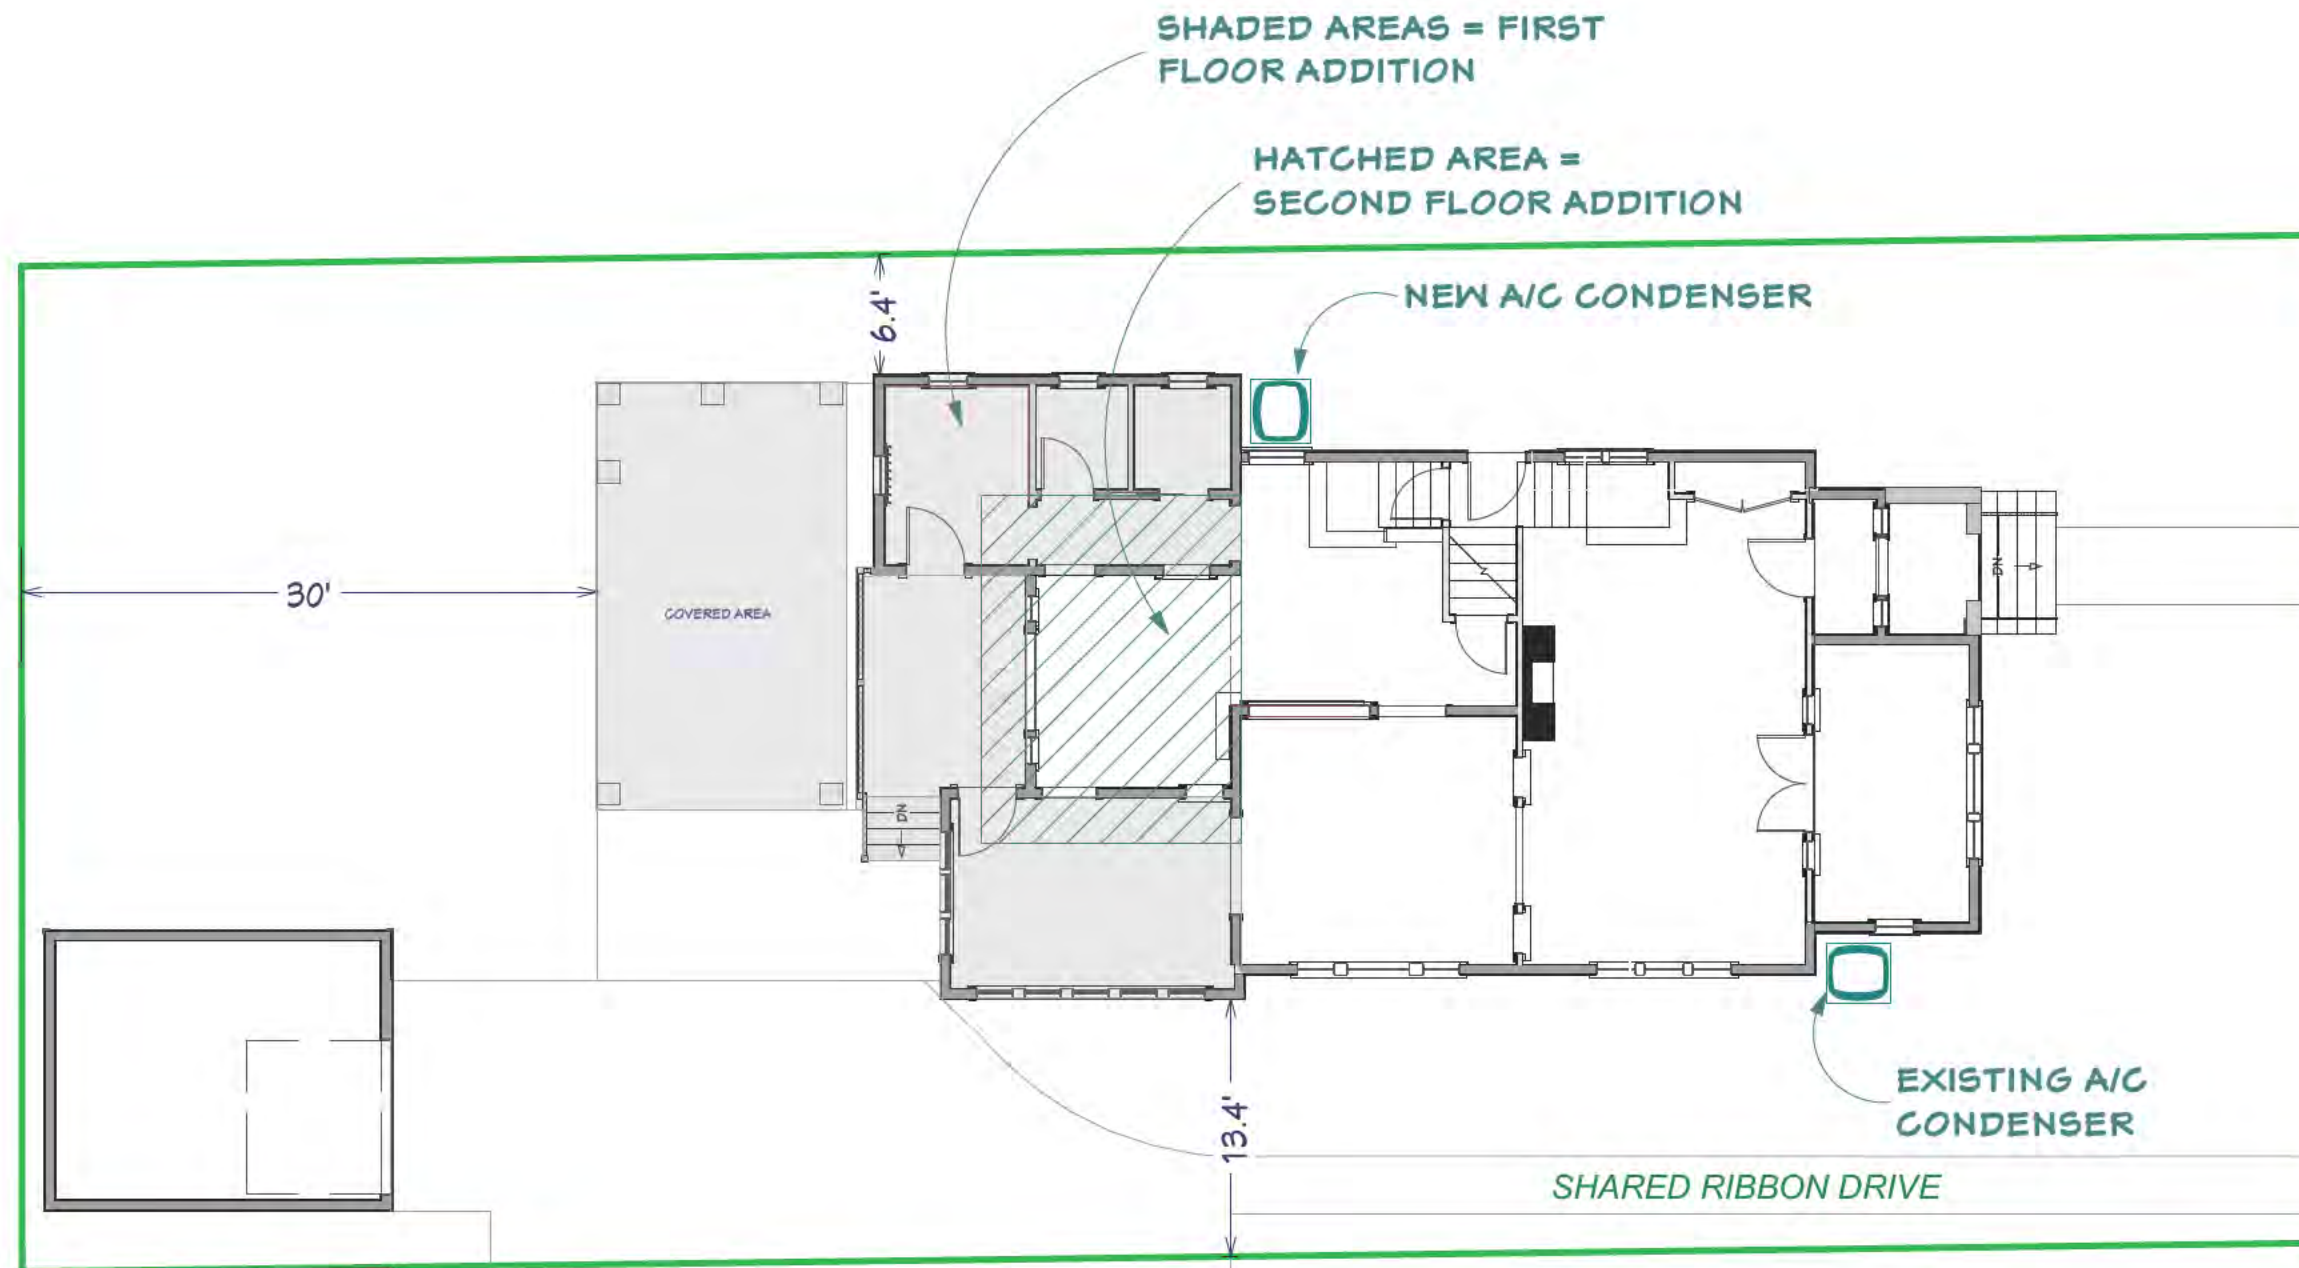 SHADED AREAS = FIRST
FLOOR ADDITION
HATCHED AREA =
SECOND FLOOR ADDITION
NEW A/C CONDENSER
6.4'
30'
COVERED AREA
DN
DN
13.4'
EXISTING A/C
CONDENSER
SHARED RIBBON DRIVE